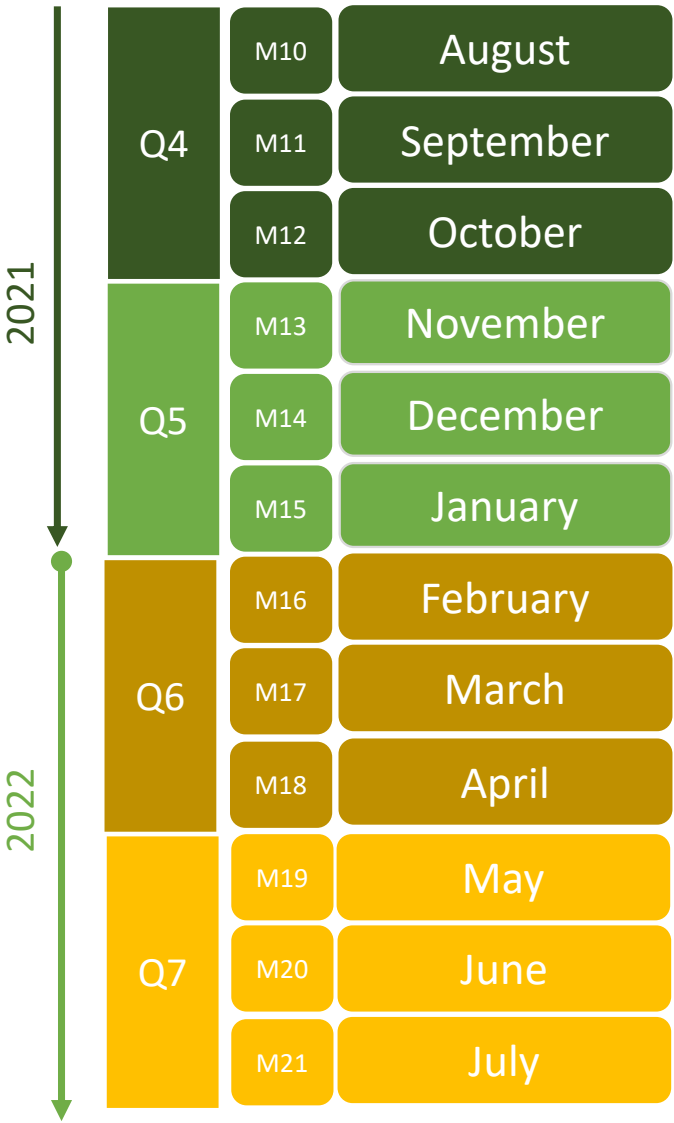 2021
Q4
M10 August
M11 September
M12 October
Q5
M13 November
M14 December
M15 January
2022
Q6
M16 February
M17 March
M18 April
Q7
M19 May
M20 June
M21 July